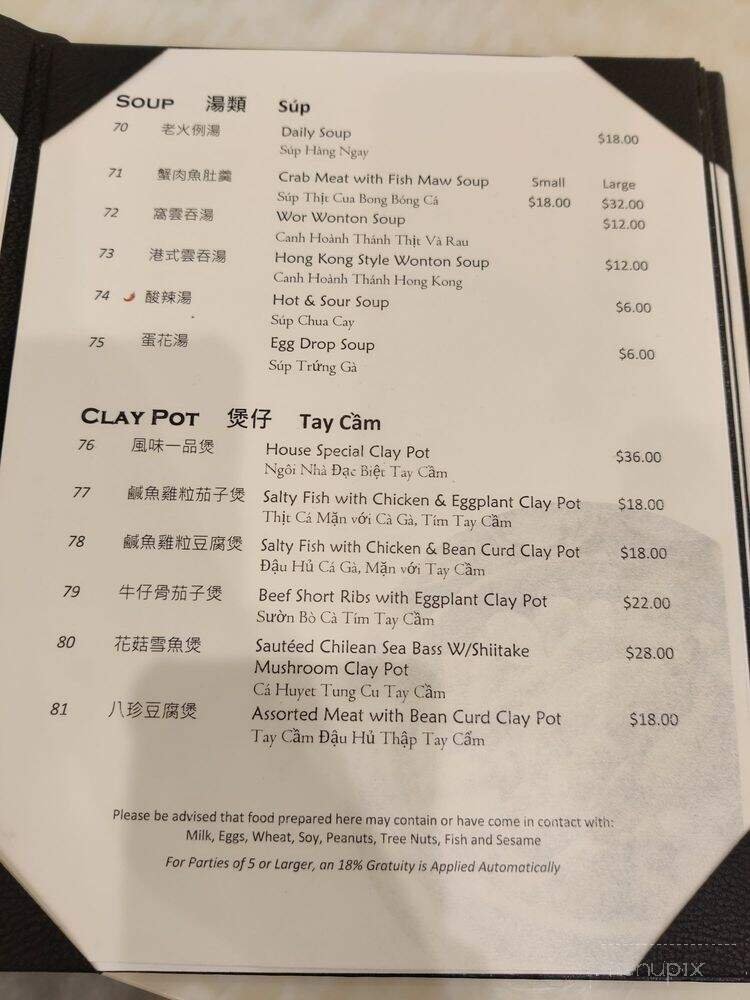 SOUP 湯類 Súp
70 老火例湯 Daily Soup $18.00
Súp Hàng Ngay
71 蟹肉魚肚羹 Crab Meat with Fish Maw Soup Small Large
Súp Thịt Cua Bong Bóng Cá $18.00 $32.00
72 窩雲吞湯 Wor Wonton Soup $12.00
Canh Hoành Thánh Thịt Và Rau
73 港式雲吞湯 Hong Kong Style Wonton Soup $12.00
Canh Hoành Thánh Hong Kong
74 酸辣湯 Hot & Sour Soup $6.00
Súp Chua Cay
75 蛋花湯 Egg Drop Soup $6.00
Súp Trứng Gà
CLAY POT 煲仔 Tay Cầm
76 風味一品煲 House Special Clay Pot $36.00
Ngôi Nhà Đạc Biệt Tay Cầm
77 鹹魚雞粒茄子煲 Salty Fish with Chicken & Eggplant Clay Pot $18.00
Thịt Cá Mặn với Cà Gà, Tím Tay Cầm
78 鹹魚雞粒豆腐煲 Salty Fish with Chicken & Bean Curd Clay Pot $18.00
Đậu Hủ Cá Gà, Mặn với Tay Cầm
79 牛仔骨茄子煲 Beef Short Ribs with Eggplant Clay Pot $22.00
Sườn Bò Cà Tím Tay Cầm
80 花菇雪魚煲 Sautéed Chilean Sea Bass W/Shiitake $28.00
Mushroom Clay Pot
Cá Huyet Tung Cu Tay Cầm
81 八珍豆腐煲 Assorted Meat with Bean Curd Clay Pot $18.00
Tay Cầm Đậu Hủ Thập Tay Cẩm
Please be advised that food prepared here may contain or have come in contact with:
Milk, Eggs, Wheat, Soy, Peanuts, Tree Nuts, Fish and Sesame
For Parties of 5 or Larger, an 18% Gratuity is Applied Automatically
menupix